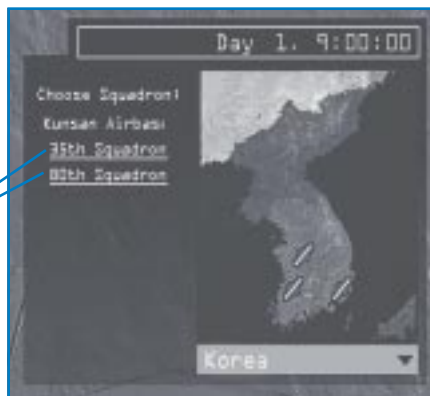 Day 1, 9:00:00
Choose Squadron:
Kunsan Airbase
35th Squadron
80th Squadron
Korea